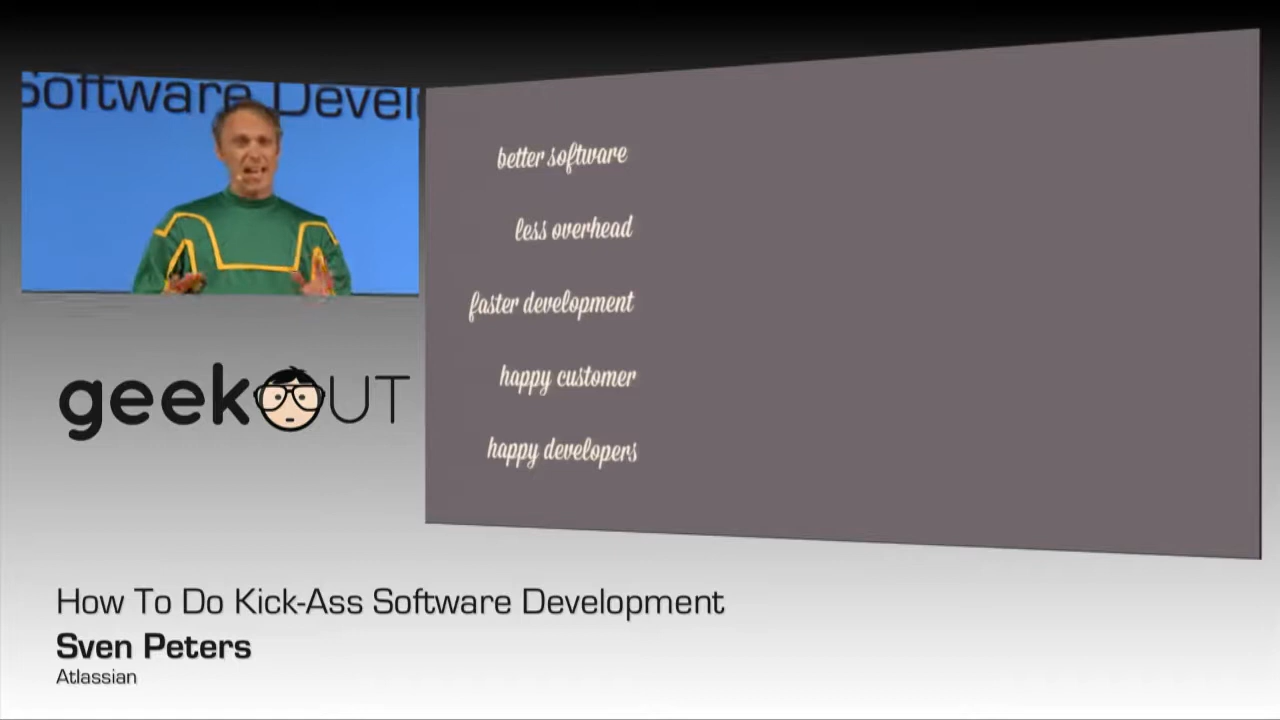 Software Devel
better software
less overhead
faster development
happy customer
happy developers
geekOUT
How To Do Kick-Ass Software Development
Sven Peters
Atlassian